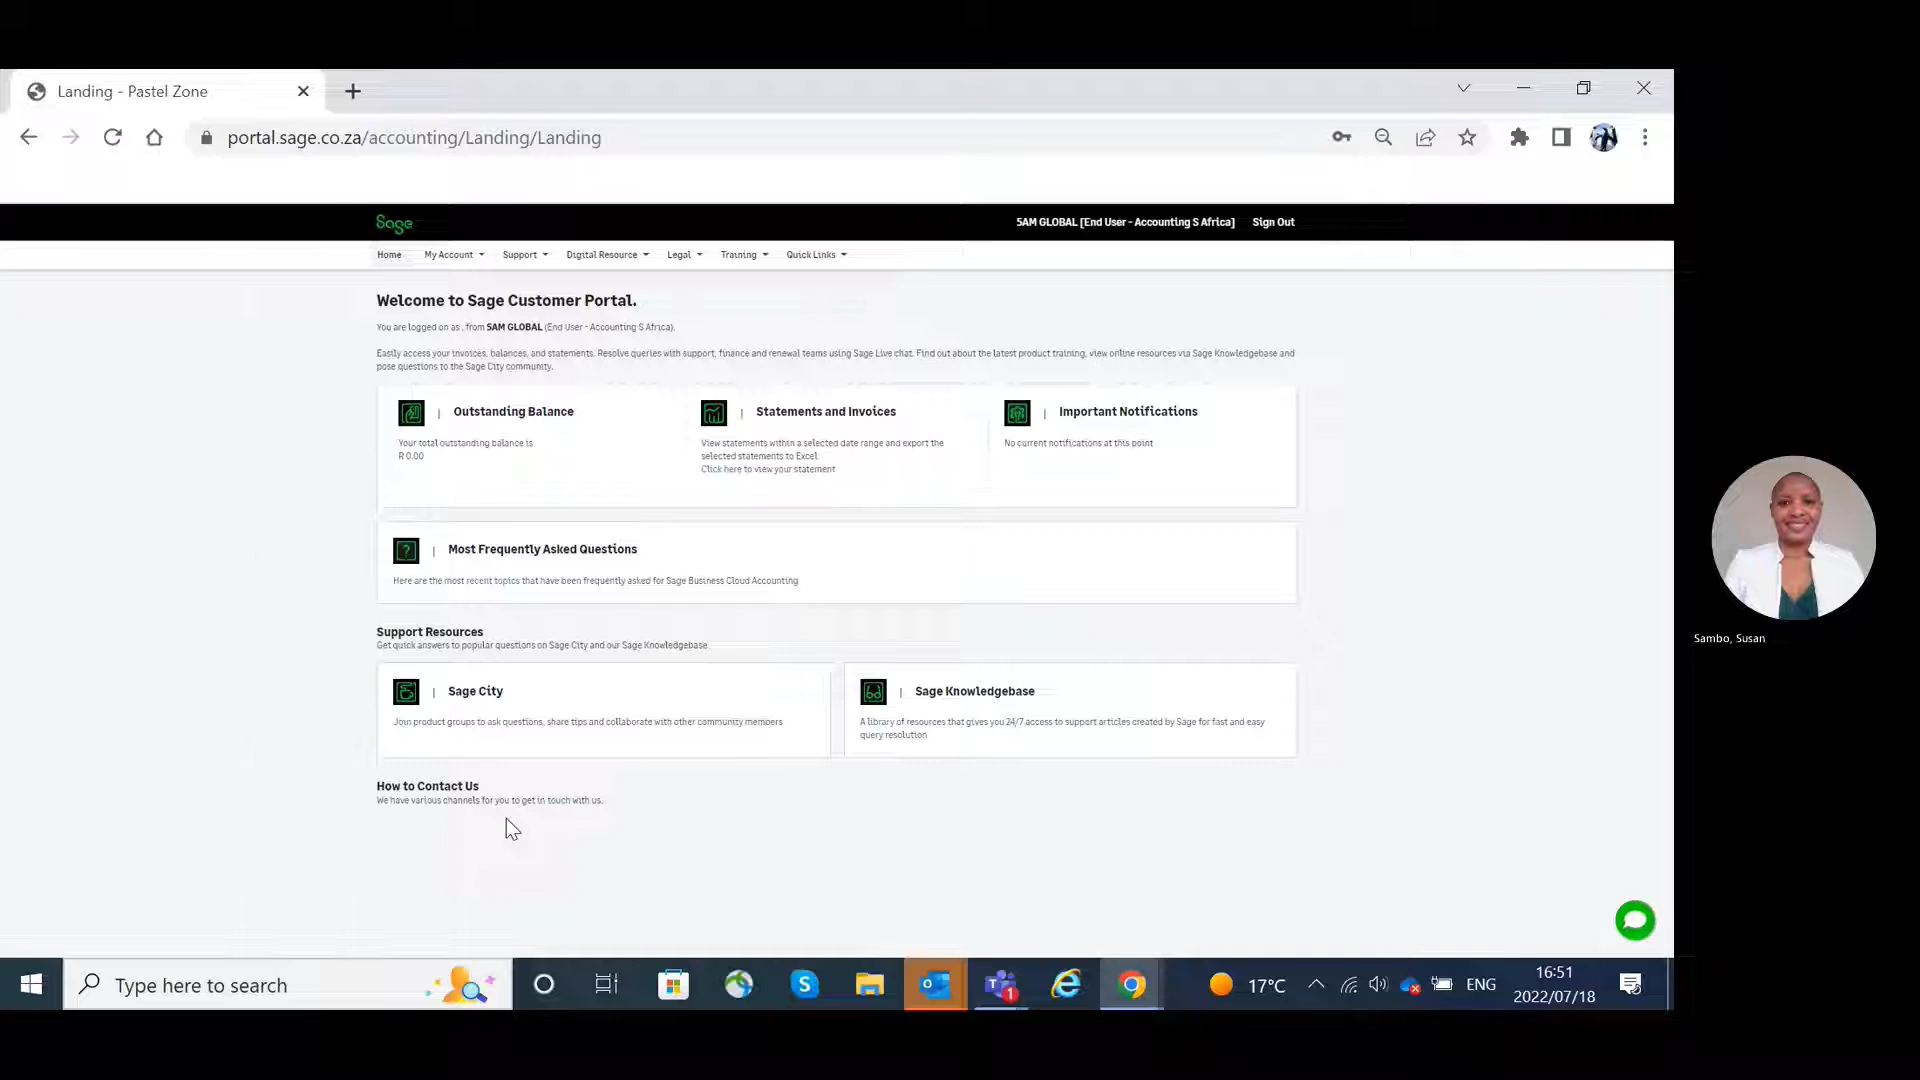 Landing - Pastel Zone
portal.sage.co.za/accounting/Landing/Landing
Sage
SAM GLOBAL [End User - Accounting S Africa]
Sign Out
Home
My Account
Support
Digital Resource
Legal
Training
Quick Links
Welcome to Sage Customer Portal.
You are logged on as , from SAM GLOBAL (End User - Accounting S Africa).
Easily access your invoices, balances, and statements. Resolve queries with support, finance and renewal teams using Sage Live chat. Find out about the latest product training, view online resources via Sage Knowledgebase and
pose questions to the Sage City community.
| Outstanding Balance
Your total outstanding balance is
R 0.00
| Statements and Invoices
View statements within a selected date range and export the
selected statements to Excel
Click here to view your statement
| Important Notifications
No current notifications at this point
| Most Frequently Asked Questions
Here are the most recent topics that have been frequently asked for Sage Business Cloud Accounting
Support Resources
Get quick answers to popular questions on Sage City and our Sage Knowledgebase.
| Sage City
Join product groups to ask questions, share tips and collaborate with other community members
| Sage Knowledgebase
A library of resources that gives you 24/7 access to support articles created by Sage for fast and easy
query resolution
How to Contact Us
We have various channels for you to get in touch with us.
Sambo, Susan
Type here to search
1
17°C
ENG
16:51
2022/07/18